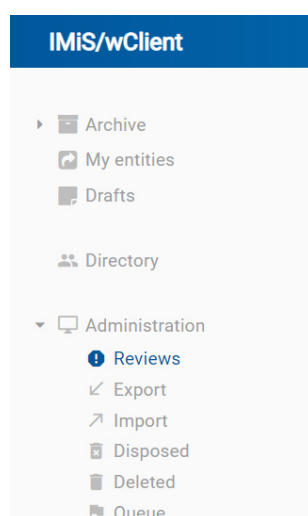 IMiS/wClient
Archive
My entities
Drafts
Directory
Administration
Reviews
Export
Import
Disposed
Deleted
Queue